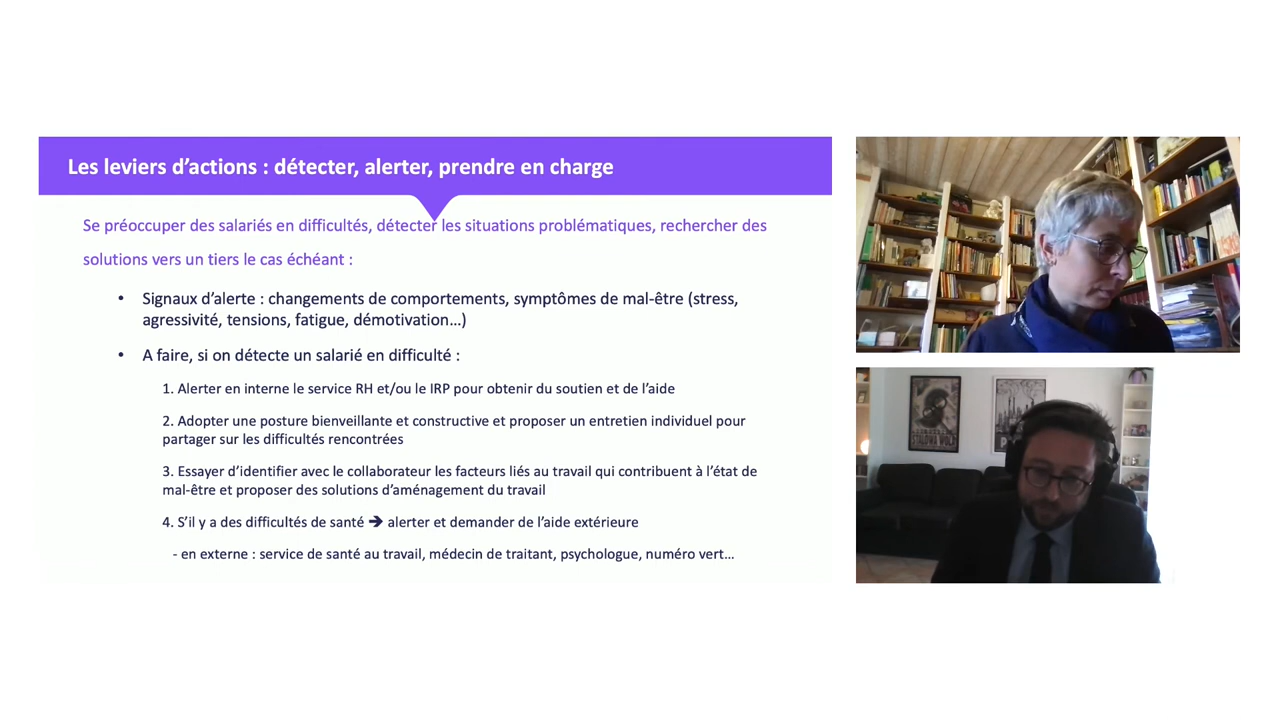 Les leviers d’actions : détecter, alerter, prendre en charge
Se préoccuper des salariés en difficultés, détecter les situations problématiques, rechercher des
solutions vers un tiers le cas échéant :
• Signaux d’alerte : changements de comportements, symptômes de mal-être (stress,
agressivité, tensions, fatigue, démotivation…)
• A faire, si on détecte un salarié en difficulté :
1. Alerter en interne le service RH et/ou le IRP pour obtenir du soutien et de l’aide
2. Adopter une posture bienveillante et constructive et proposer un entretien individuel pour
partager sur les difficultés rencontrées
3. Essayer d’identifier avec le collaborateur les facteurs liés au travail qui contribuent à l’état de
mal-être et proposer des solutions d’aménagement du travail
4. S’il y a des difficultés de santé ➔ alerter et demander de l’aide extérieure
- en externe : service de santé au travail, médecin de traitant, psychologue, numéro vert…
STALOWA WOLA